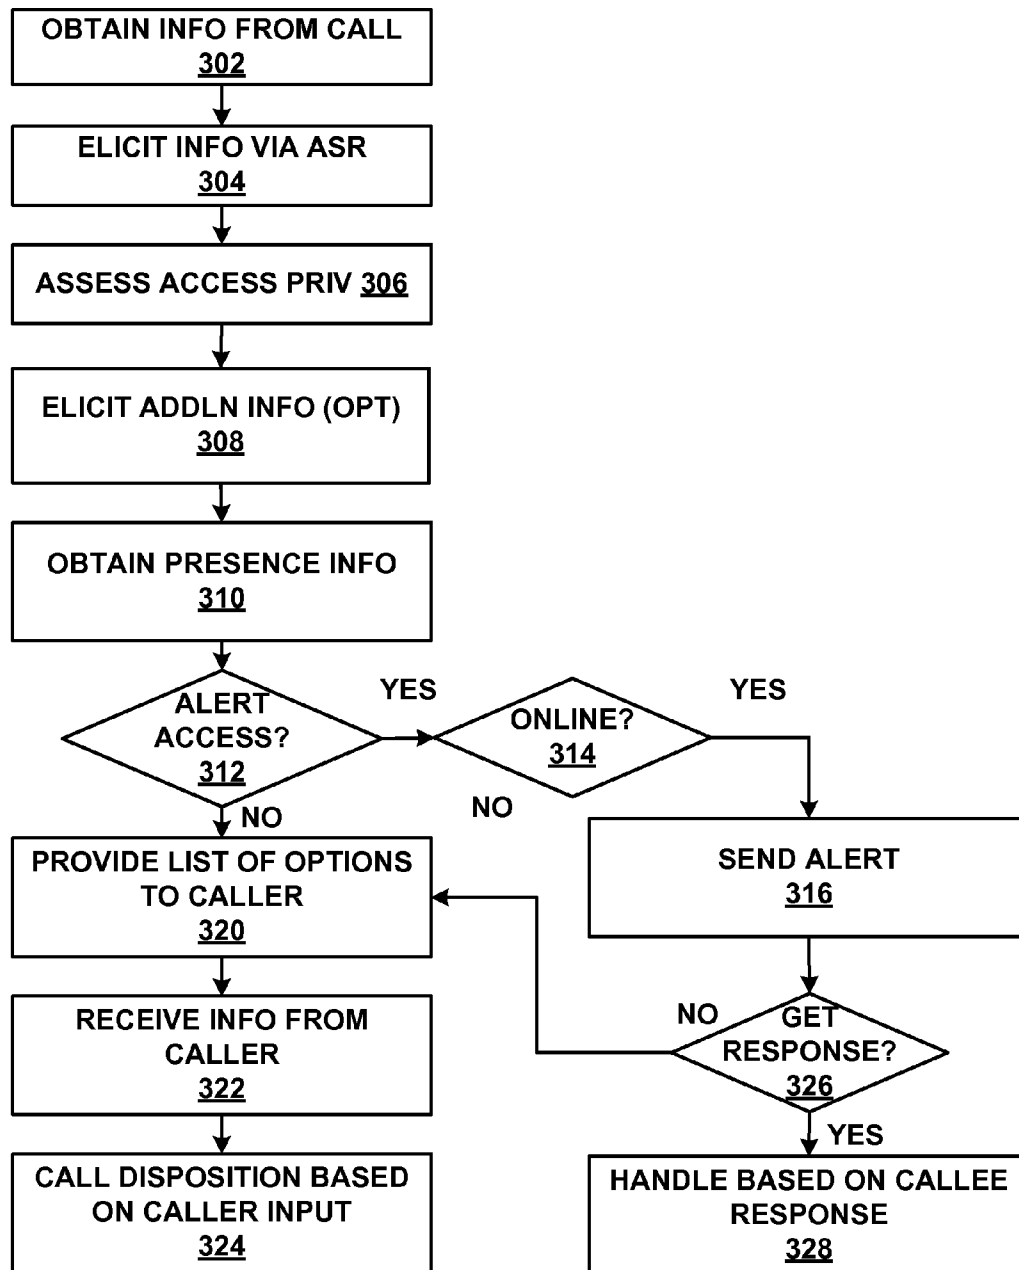 OBTAIN INFO FROM CALL
302
ELICIT INFO VIA ASR
304
ASSESS ACCESS PRIV 306
ELICIT ADDLN INFO (OPT)
308
OBTAIN PRESENCE INFO
310
ALERT
ACCESS?
312
YES
ONLINE?
314
YES
NO
NO
SEND ALERT
316
PROVIDE LIST OF OPTIONS
TO CALLER
320
GET
RESPONSE?
326
NO
YES
RECEIVE INFO FROM
CALLER
322
CALL DISPOSITION BASED
ON CALLER INPUT
324
HANDLE BASED ON CALLEE
RESPONSE
328